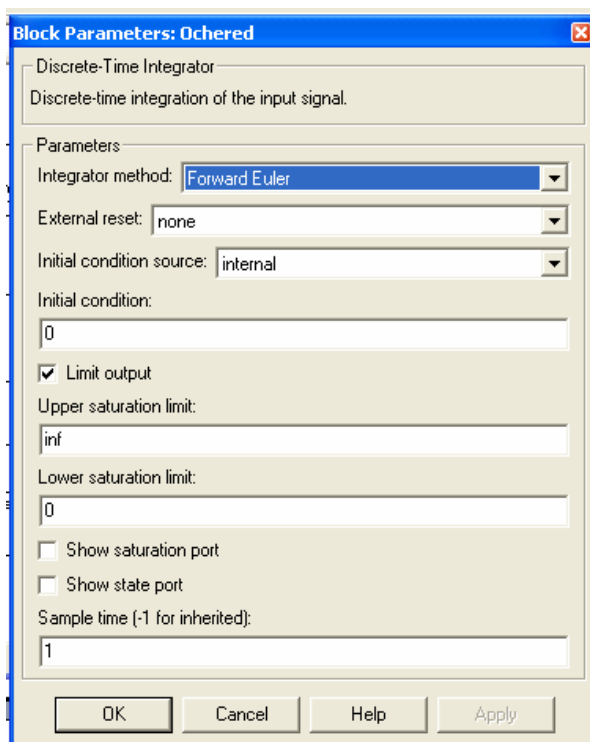 Block Parameters: Ochered
Discrete-Time Integrator
Discrete-time integration of the input signal.
Parameters
Integrator method: Forward Euler
External reset: none
Initial condition source: internal
Initial condition:
0
Limit output
Upper saturation limit:
inf
Lower saturation limit:
0
Show saturation port
Show state port
Sample time (-1 for inherited):
1
OK Cancel Help Apply